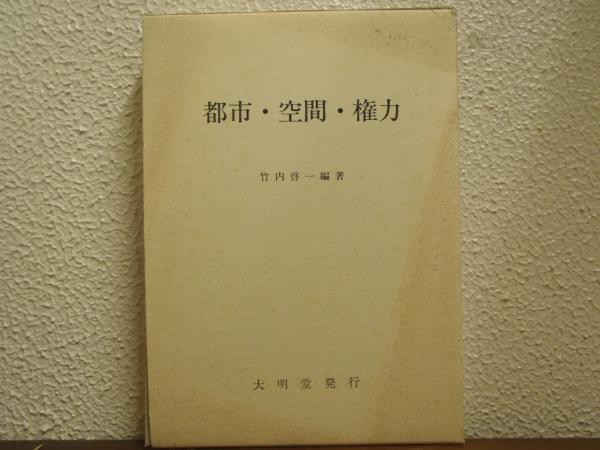 都市・空間・権力
竹内啓一編著
大明堂発行